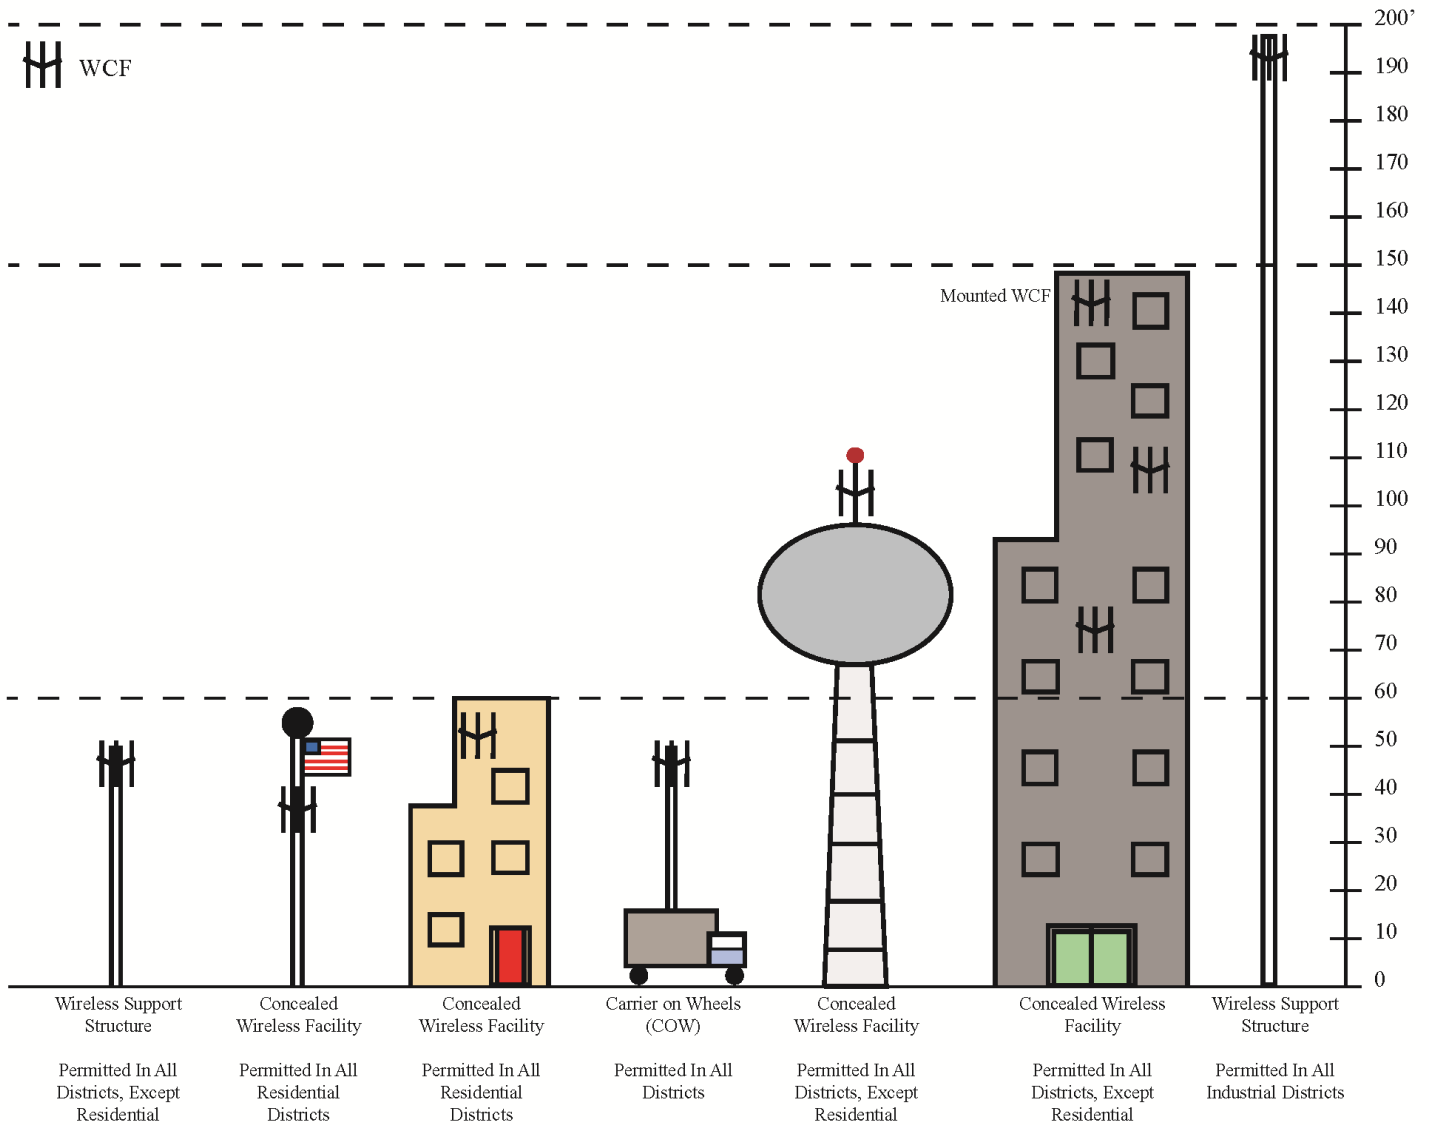 WCF
200’
190
180
170
160
150
Mounted WCF
140
130
120
110
100
90
80
70
60
50
40
30
20
10
0
Wireless Support
Structure
Permitted In All
Districts, Except
Residential
Concealed
Wireless Facility
Permitted In All
Residential
Districts
Concealed
Wireless Facility
Permitted In All
Residential
Districts
Carrier on Wheels
(COW)
Permitted In All
Districts
Concealed
Wireless Facility
Permitted In All
Districts, Except
Residential
Concealed Wireless
Facility
Permitted In All
Districts, Except
Residential
Wireless Support
Structure
Permitted In All
Industrial Districts